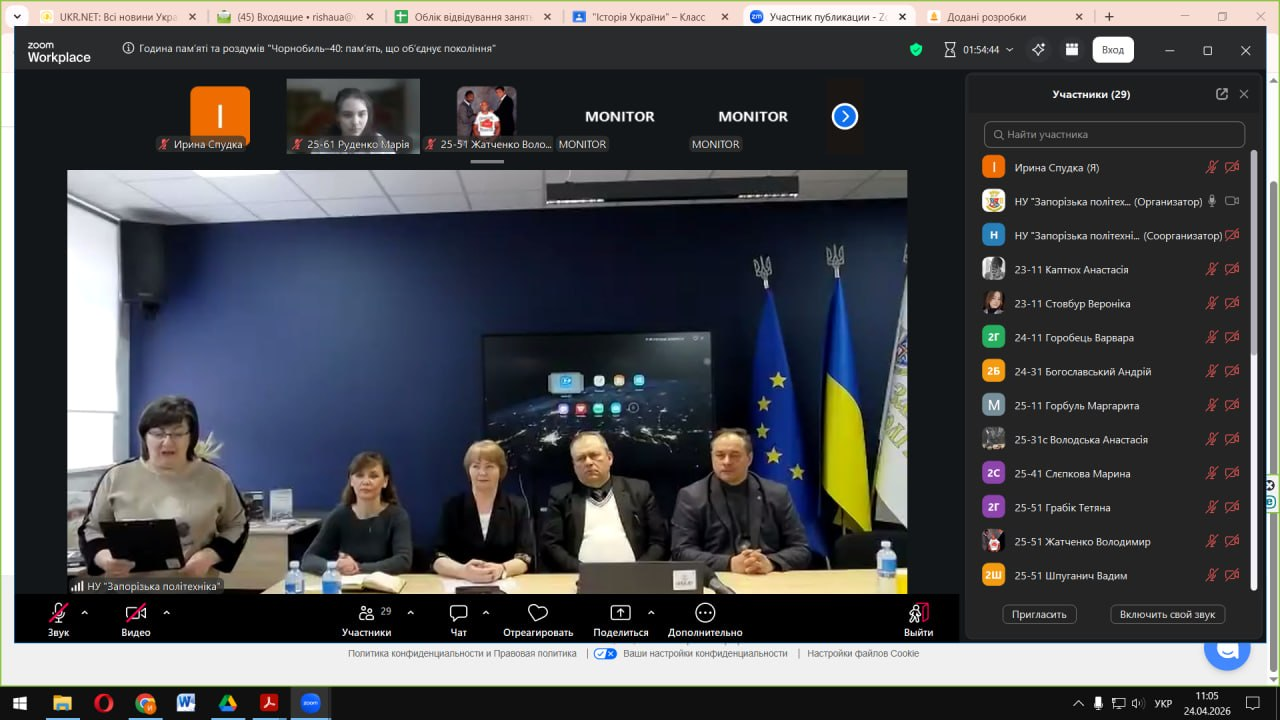 UKR.NET: Всі новини Укра
(45) Входящие • rishaua@
Облік відвідування занят
"Історія України" – Класс
Участник публикации - Zo
Додані розробки
zoom
Workplace
Година пам'яті та роздумів "Чорнобиль–40: пам'ять, що об'єднує покоління"
01:54:44
Вход
І
Ирина Спудка
25-61 Руденко Марія
25-51 Жатченко Воло...
MONITOR
MONITOR
MONITOR
MONITOR
НУ "Запорізька політехніка"
Участники (29)
Найти участника
І
Ирина Спудка (Я)
НУ "Запорізька політех... (Организатор)
Н
НУ "Запорізька політехні... (Соорганизатор)
23-11 Каптюх Анастасія
23-11 Стовбур Вероніка
2Г
24-11 Горобець Варвара
2Б
24-31 Богославський Андрій
М
25-11 Горбуль Маргарита
25-31с Володська Анастасія
2С
25-41 Слєпкова Марина
2Г
25-51 Грабік Тетяна
25-51 Жатченко Володимир
2Ш
25-51 Шпуганич Вадим
Пригласить
Включить свой звук
Звук
Видео
29
Участники
Чат
Отреагировать
Поделиться
Дополнительно
Выйти
Политика конфиденциальности и Правовая политика
Ваши настройки конфиденциальности
Настройки файлов Cookie
zoom
УКР
11:05
24.04.2026